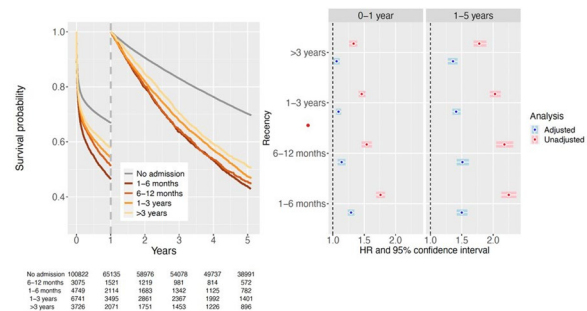 0-1 year
1-5 years
1.0
0.8
0.6
0.4
Survival probability
No admission
1-6 months
6-12 months
1-3 years
>3 years
0
1
2
3
4
5
Years
>3 years
1-3 years
6-12 months
1-6 months
Recency
1.0
1.5
2.0
1.0
1.5
2.0
HR and 95% confidence interval
Analysis
Adjusted
Unadjusted
No admission 100822 65135 58976 54078 49737 38991
6-12 months 3075 1521 1219 981 814 572
1-6 months 4749 2114 1683 1342 1125 782
1-3 years 6741 3495 2861 2367 1992 1401
>3 years 3726 2071 1751 1453 1226 896